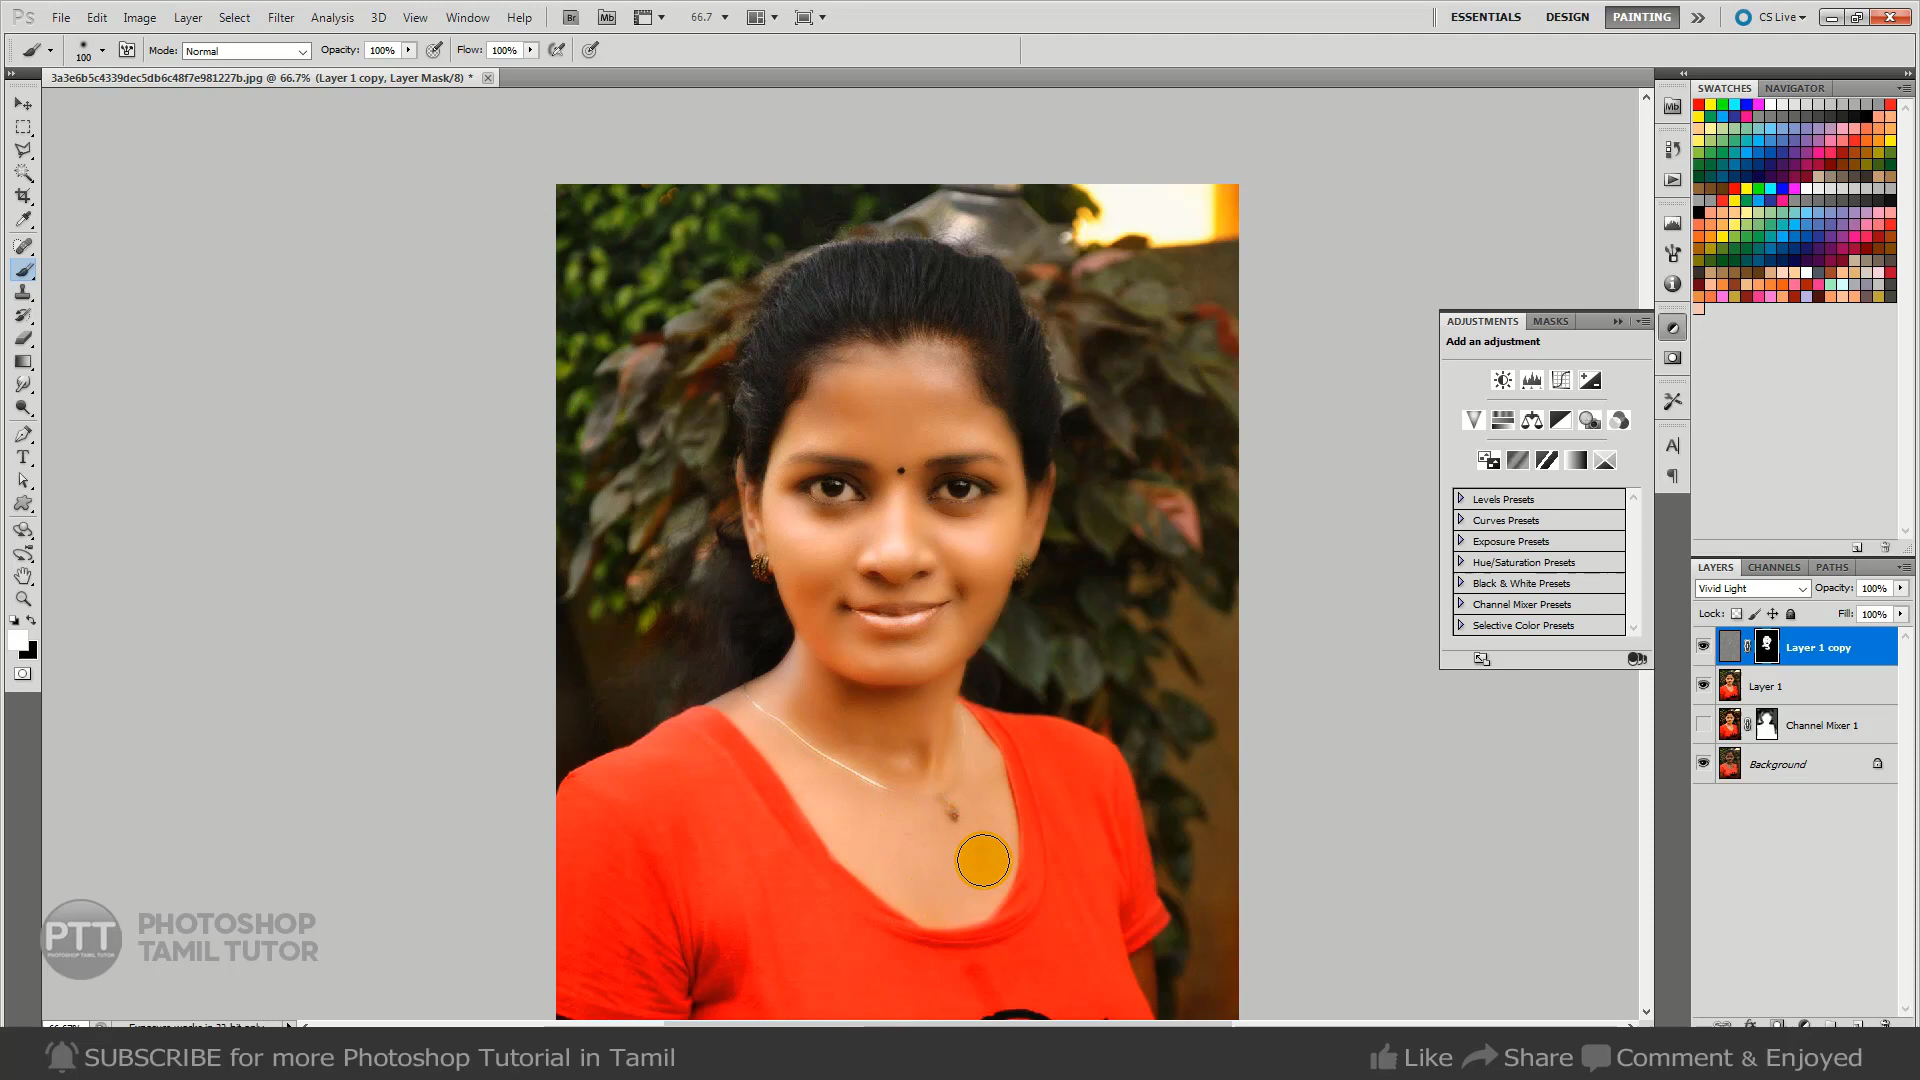 Ps File Edit Image Layer Select Filter Analysis 3D View Window Help Br Mb 66.7 ESSENTIALS DESIGN PAINTING CS Live
100 Mode: Normal Opacity: 100% Flow: 100%
3a3e6b5c4339dec5db6c48f7e981227b.jpg @ 66.7% (Layer 1 copy, Layer Mask/8) *
SWATCHES NAVIGATOR
Mb
ADJUSTMENTS MASKS
Add an adjustment
Levels Presets
Curves Presets
Exposure Presets
Hue/Saturation Presets
Black & White Presets
Channel Mixer Presets
Selective Color Presets
LAYERS CHANNELS PATHS
Vivid Light Opacity: 100%
Lock: Fill: 100%
Layer 1 copy
Layer 1
Channel Mixer 1
Background
PTT
PHOTOSHOP TAMIL TUTOR
PHOTOSHOP
TAMIL TUTOR
SUBSCRIBE for more Photoshop Tutorial in Tamil
Like Share Comment & Enjoyed